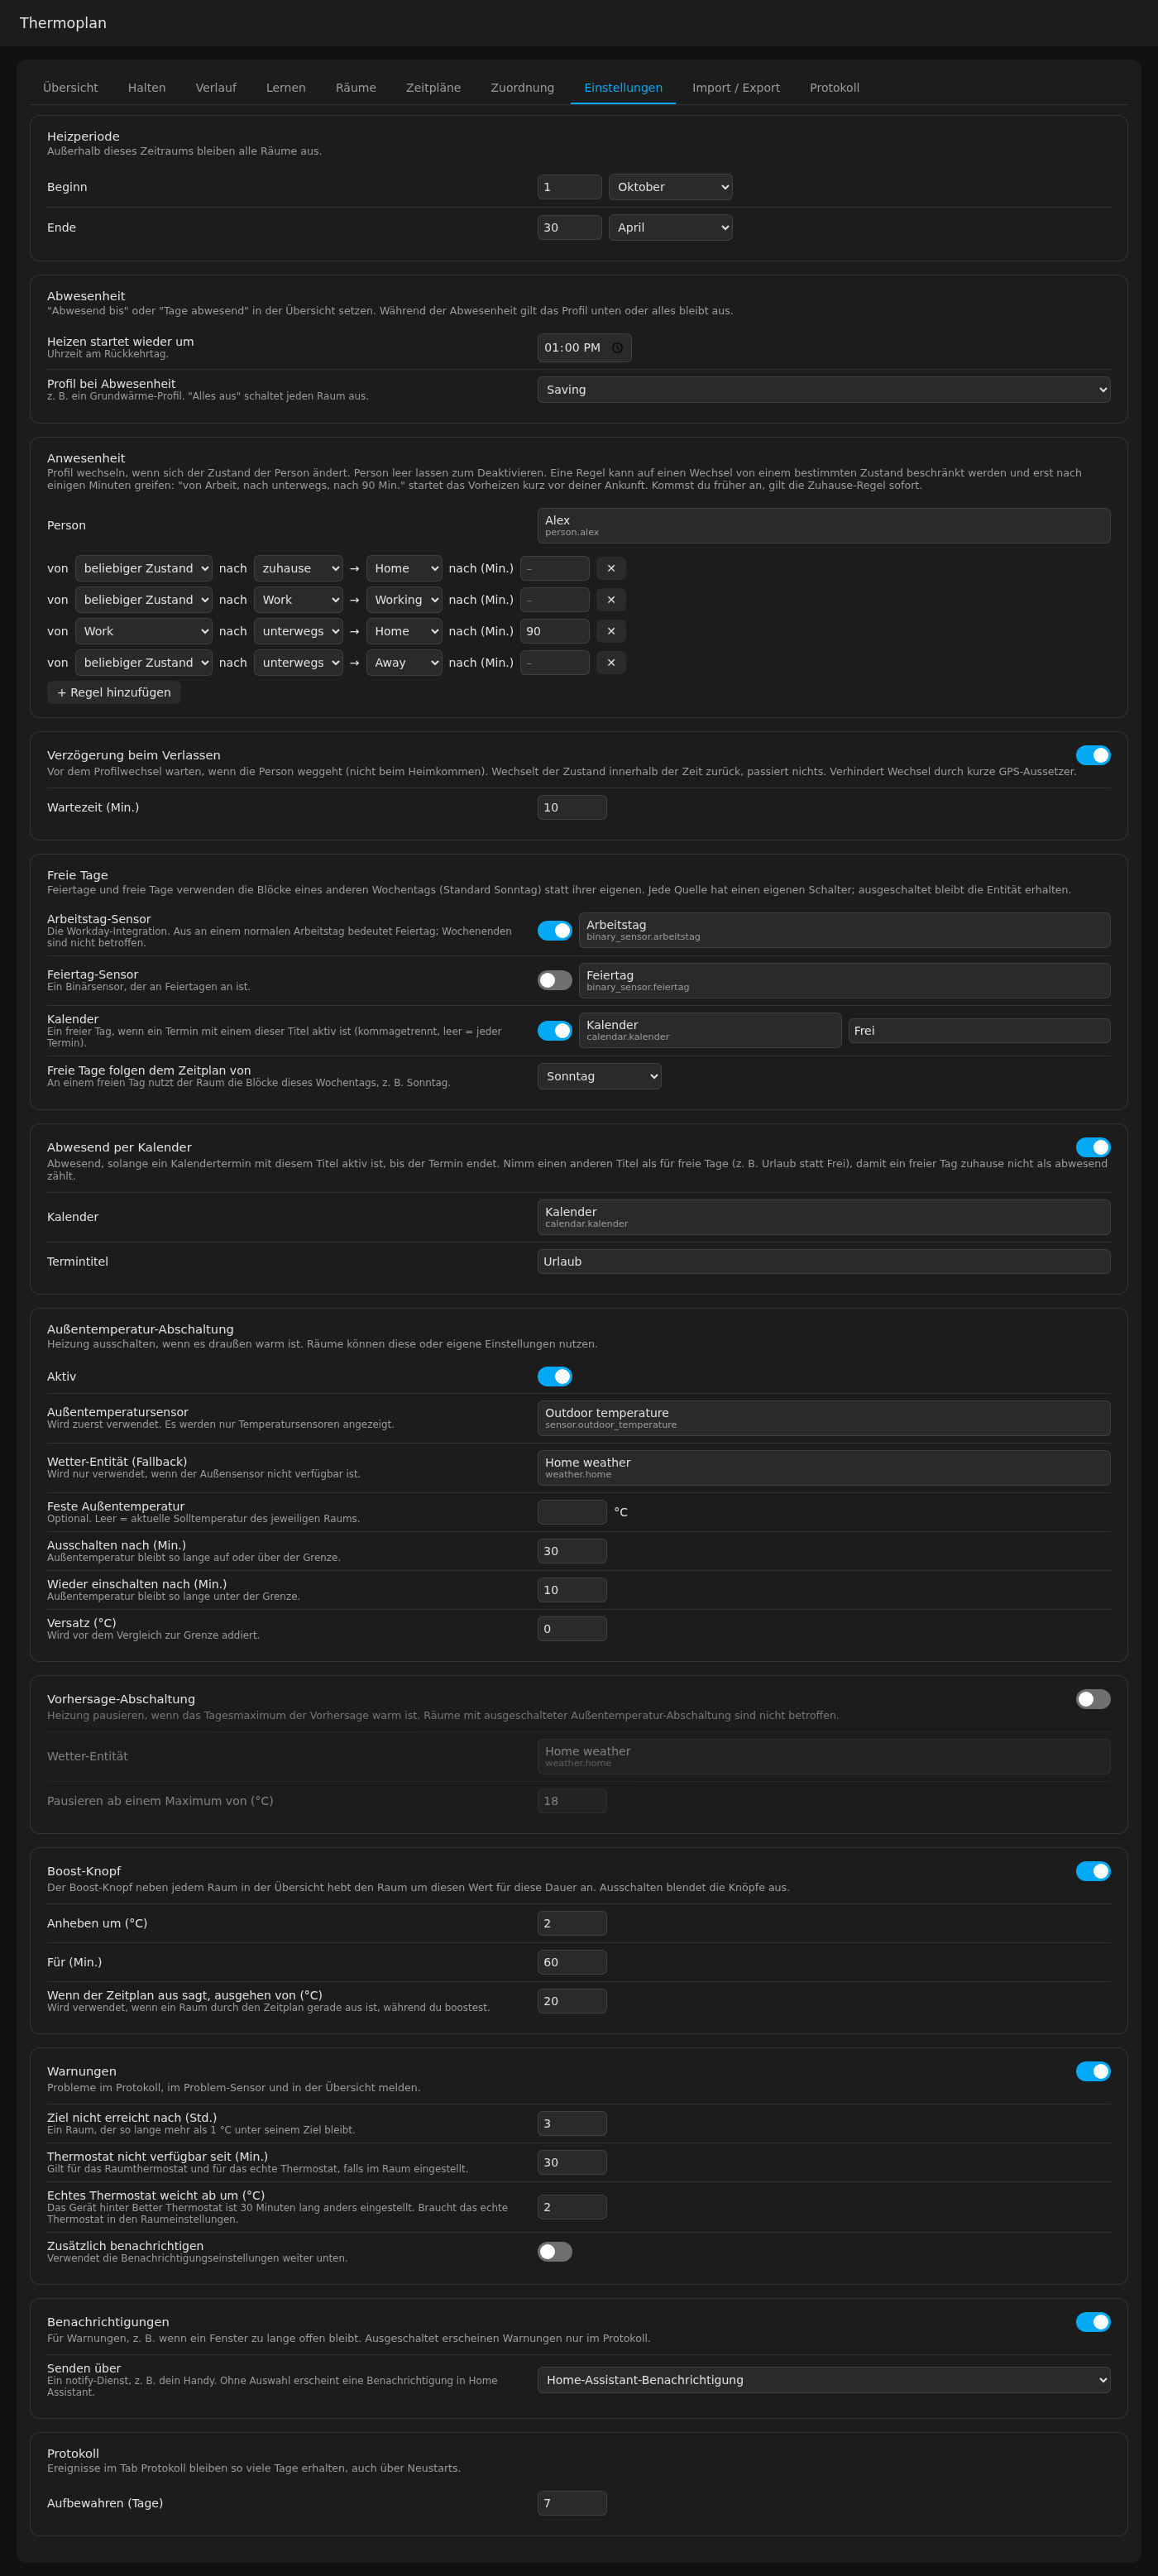 Thermoplan
Übersicht Halten Verlauf Lernen Räume Zeitpläne Zuordnung Einstellungen Import / Export Protokoll
Heizperiode
Außerhalb dieses Zeitraums bleiben alle Räume aus.
Beginn 1 Oktober
Ende 30 April
Abwesenheit
"Abwesend bis" oder "Tage abwesend" in der Übersicht setzen. Während der Abwesenheit gilt das Profil unten oder alles bleibt aus.
Heizen startet wieder um 01:00 PM
Uhrzeit am Rückkehrtag.
Profil bei Abwesenheit Saving
z. B. ein Grundwärme-Profil. "Alles aus" schaltet jeden Raum aus.
Anwesenheit
Profil wechseln, wenn sich der Zustand der Person ändert. Person leer lassen zum Deaktivieren. Eine Regel kann auf einen Wechsel von einem bestimmten Zustand beschränkt werden und erst nach
einigen Minuten greifen: "von Arbeit, nach unterwegs, nach 90 Min." startet das Vorheizen kurz vor deiner Ankunft. Kommst du früher an, gilt die Zuhause-Regel sofort.
Person Alex
person.alex
von beliebiger Zustand nach zuhause → Home nach (Min.) – ✕
von beliebiger Zustand nach Work → Working nach (Min.) – ✕
von Work nach unterwegs → Home nach (Min.) 90 ✕
von beliebiger Zustand nach unterwegs → Away nach (Min.) – ✕
+ Regel hinzufügen
Verzögerung beim Verlassen
Vor dem Profilwechsel warten, wenn die Person weggeht (nicht beim Heimkommen). Wechselt der Zustand innerhalb der Zeit zurück, passiert nichts. Verhindert Wechsel durch kurze GPS-Aussetzer.
Wartezeit (Min.) 10
Freie Tage
Feiertage und freie Tage verwenden die Blöcke eines anderen Wochentags (Standard Sonntag) statt ihrer eigenen. Jede Quelle hat einen eigenen Schalter; ausgeschaltet bleibt die Entität erhalten.
Arbeitstag-Sensor
Die Workday-Integration. Aus an einem normalen Arbeitstag bedeutet Feiertag; Wochenenden
sind nicht betroffen.
Arbeitstag
binary_sensor.arbeitstag
Feiertag-Sensor
Ein Binärsensor, der an Feiertagen an ist.
Feiertag
binary_sensor.feiertag
Kalender
Ein freier Tag, wenn ein Termin mit einem dieser Titel aktiv ist (kommagetrennt, leer = jeder
Termin).
Kalender
calendar.kalender
Frei
Freie Tage folgen dem Zeitplan von Sonntag
An einem freien Tag nutzt der Raum die Blöcke dieses Wochentags, z. B. Sonntag.
Abwesend per Kalender
Abwesend, solange ein Kalendertermin mit diesem Titel aktiv ist, bis der Termin endet. Nimm einen anderen Titel als für freie Tage (z. B. Urlaub statt Frei), damit ein freier Tag zuhause nicht als abwesend
zählt.
Kalender Kalender
calendar.kalender
Termintitel Urlaub
Außentemperatur-Abschaltung
Heizung ausschalten, wenn es draußen warm ist. Räume können diese oder eigene Einstellungen nutzen.
Aktiv
Außentemperatursensor
Wird zuerst verwendet. Es werden nur Temperatursensoren angezeigt.
Outdoor temperature
sensor.outdoor_temperature
Wetter-Entität (Fallback)
Wird nur verwendet, wenn der Außensensor nicht verfügbar ist.
Home weather
weather.home
Feste Außentemperatur °C
Optional. Leer = aktuelle Solltemperatur des jeweiligen Raums.
Ausschalten nach (Min.) 30
Außentemperatur bleibt so lange auf oder über der Grenze.
Wieder einschalten nach (Min.) 10
Außentemperatur bleibt so lange unter der Grenze.
Versatz (°C) 0
Wird vor dem Vergleich zur Grenze addiert.
Vorhersage-Abschaltung
Heizung pausieren, wenn das Tagesmaximum der Vorhersage warm ist. Räume mit ausgeschalteter Außentemperatur-Abschaltung sind nicht betroffen.
Wetter-Entität Home weather
weather.home
Pausieren ab einem Maximum von (°C) 18
Boost-Knopf
Der Boost-Knopf neben jedem Raum in der Übersicht hebt den Raum um diesen Wert für diese Dauer an. Ausschalten blendet die Knöpfe aus.
Anheben um (°C) 2
Für (Min.) 60
Wenn der Zeitplan aus sagt, ausgehen von (°C) 20
Wird verwendet, wenn ein Raum durch den Zeitplan gerade aus ist, während du boostest.
Warnungen
Probleme im Protokoll, im Problem-Sensor und in der Übersicht melden.
Ziel nicht erreicht nach (Std.) 3
Ein Raum, der so lange mehr als 1 °C unter seinem Ziel bleibt.
Thermostat nicht verfügbar seit (Min.) 30
Gilt für das Raumthermostat und für das echte Thermostat, falls im Raum eingestellt.
Echtes Thermostat weicht ab um (°C) 2
Das Gerät hinter Better Thermostat ist 30 Minuten lang anders eingestellt. Braucht das echte
Thermostat in den Raumeinstellungen.
Zusätzlich benachrichtigen
Verwendet die Benachrichtigungseinstellungen weiter unten.
Benachrichtigungen
Für Warnungen, z. B. wenn ein Fenster zu lange offen bleibt. Ausgeschaltet erscheinen Warnungen nur im Protokoll.
Senden über
Ein notify-Dienst, z. B. dein Handy. Ohne Auswahl erscheint eine Benachrichtigung in Home
Assistant.
Home-Assistant-Benachrichtigung
Protokoll
Ereignisse im Tab Protokoll bleiben so viele Tage erhalten, auch über Neustarts.
Aufbewahren (Tage) 7